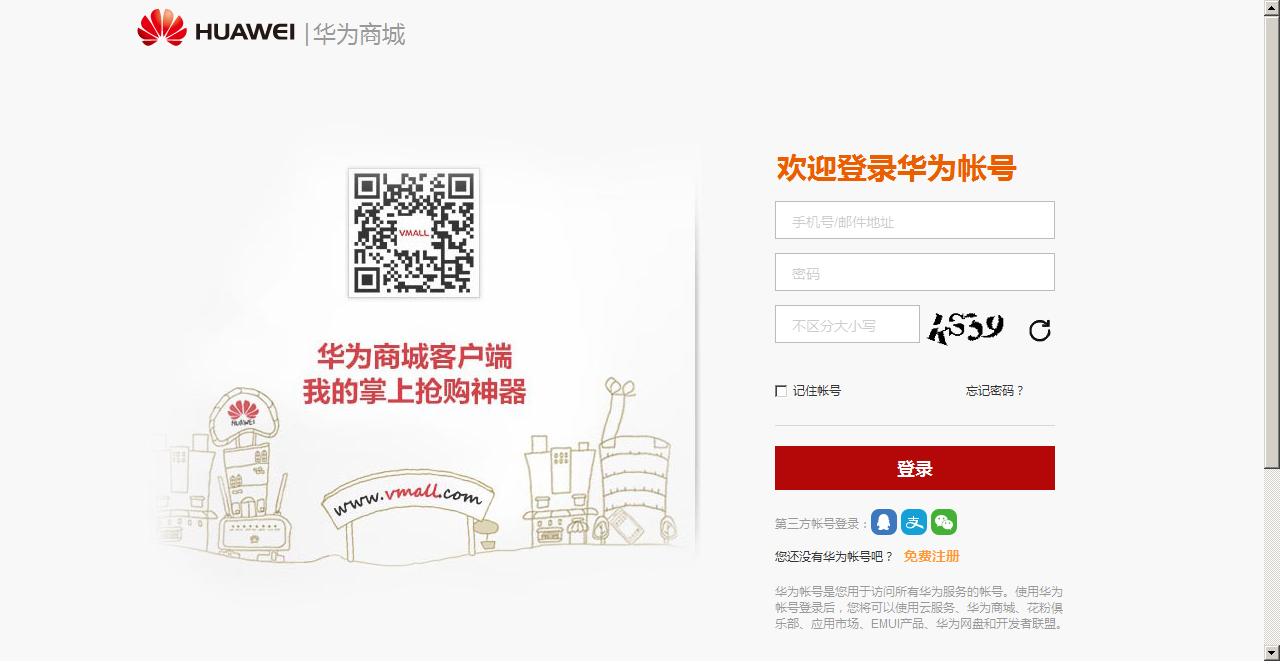 HUAWEI | 华为商城
欢迎登录华为帐号
手机号/邮件地址
VMALL
密码
不区分大小写
ks39
华为商城客户端
我的掌上抢购神器
记住帐号
忘记密码？
HUAWEI
登录
www.vmall.com
第三方帐号登录：
支
您还没有华为帐号吧？ 免费注册
华为帐号是您用于访问所有华为服务的帐号。使用华为
帐号登录后，您将可以使用云服务、华为商城、花粉俱
乐部、应用市场、EMUI产品、华为网盘和开发者联盟。